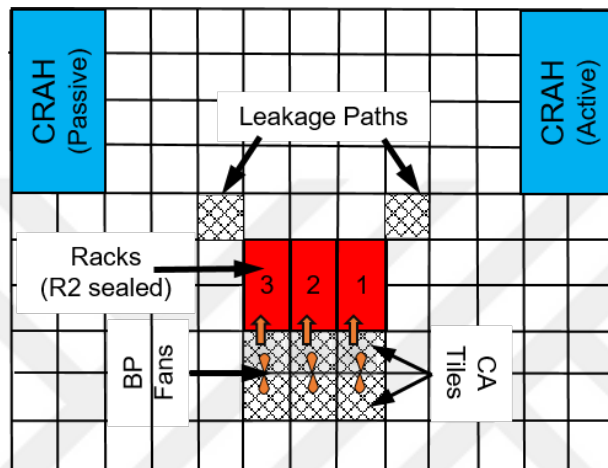 CRAH
(Passive)
CRAH
(Active)
Leakage Paths
Racks
(R2 sealed)
3
2
1
BP
Fans
CA
Tiles